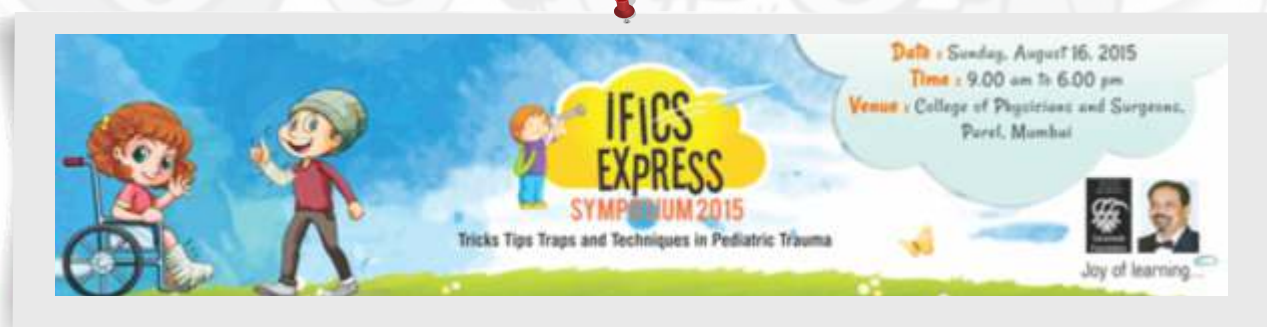 Date : Sunday, August 16, 2015
Time : 9.00 am to 6.00 pm
Venue : College of Physicians and Surgeons,
Parel, Mumbai
IFICS
EXPRESS
SYMPOSIUM 2015
Tricks Tips Traps and Techniques in Pediatric Trauma
Joy of learning...